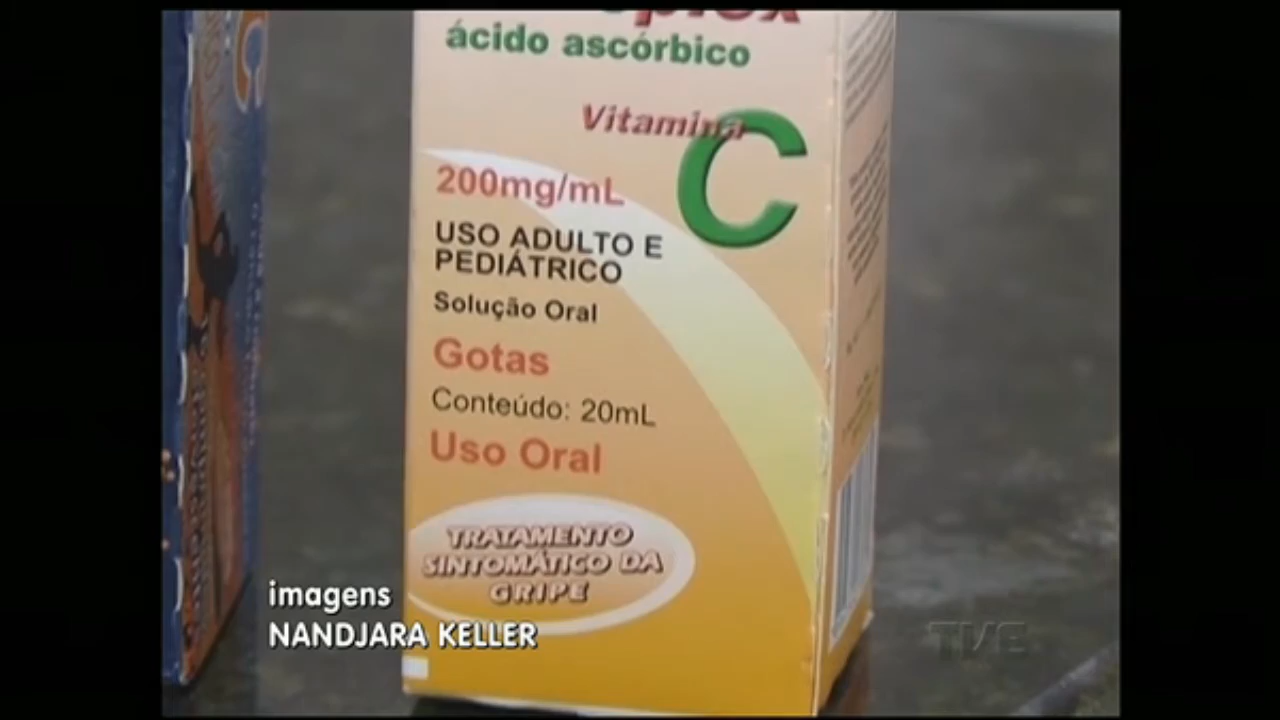 ácido ascórbico
Vitamina
C
200mg/mL
USO ADULTO E
PEDIÁTRICO
Solução Oral
Gotas
Conteúdo: 20mL
Uso Oral
TRATAMENTO
SINTOMÁTICO DA
GRIPE
imagens
NANDJARA KELLER
TVE